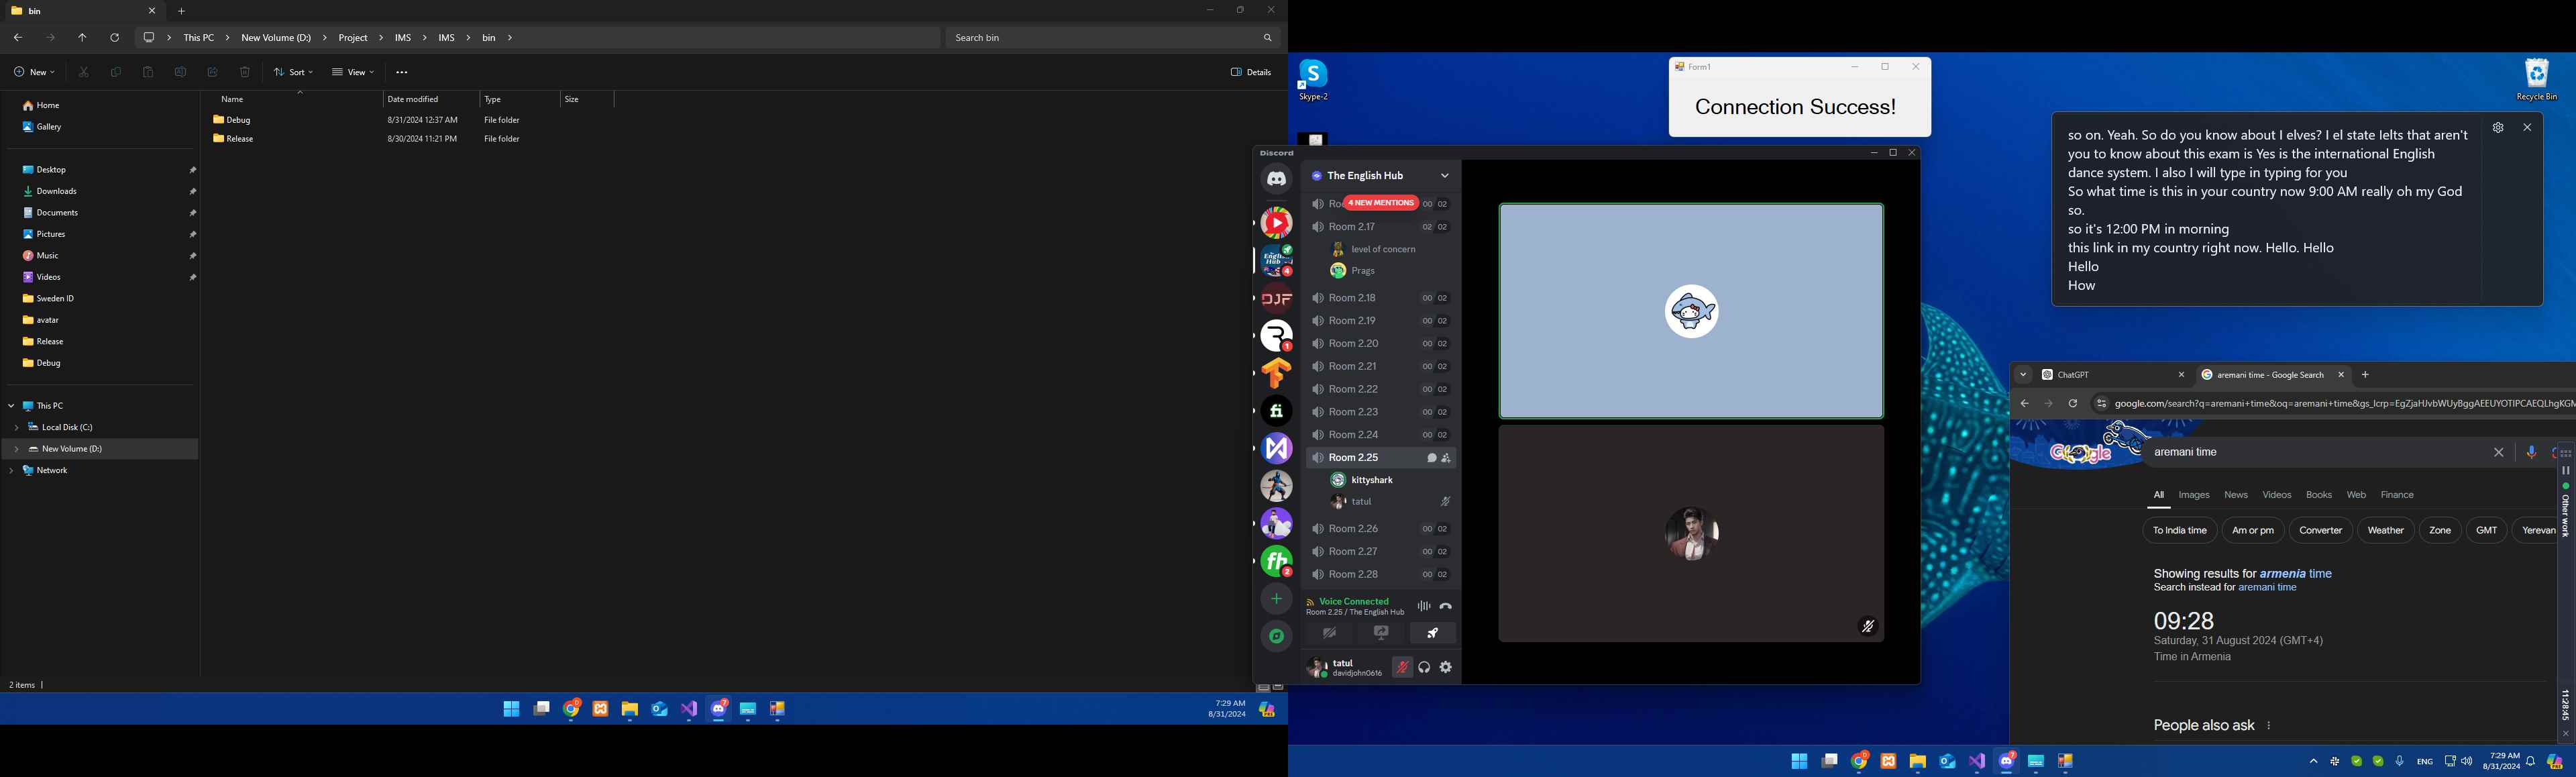 bin
This PC
New Volume (D:)
Project
IMS
IMS
bin
Search bin
New
Sort
View
Details
Name
Date modified
Type
Size
Debug
8/31/2024 12:37 AM
File folder
Release
8/30/2024 11:21 PM
File folder
Home
Gallery
Desktop
Downloads
Documents
Pictures
Music
Videos
Sweden ID
avatar
Release
Debug
This PC
Local Disk (C:)
New Volume (D:)
Network
2 items
7:29 AM
8/31/2024
Skype-2
Form1
Connection Success!
Recycle Bin
so on. Yeah. So do you know about I elves? I el state lelts that aren't
you to know about this exam is Yes is the international English
dance system. I also I will type in typing for you
So what time is this in your country now 9:00 AM really oh my God
so.
so it's 12:00 PM in morning
this link in my country right now. Hello. Hello
Hello
How
Discord
The English Hub
4 NEW MENTIONS
00 02
Room 2.17
02 02
level of concern
Prags
Room 2.18
00 02
Room 2.19
00 02
Room 2.20
00 02
Room 2.21
00 02
Room 2.22
00 02
Room 2.23
00 02
Room 2.24
00 02
Room 2.25
kittyshark
tatul
Room 2.26
00 02
Room 2.27
00 02
Room 2.28
00 02
Voice Connected
Room 2.25 / The English Hub
tatul
davidjohn0616
ChatGPT
aremani time - Google Search
google.com/search?q=aremani+time&oq=aremani+time&gs_lcrp=EgZjaHJvbWUyBggAEEUYOTIPCAEQLhgKGM
Google
aremani time
All
Images
News
Videos
Books
Web
Finance
To India time
Am or pm
Converter
Weather
Zone
GMT
Yerevan
Showing results for armenia time
Search instead for aremani time
09:28
Saturday, 31 August 2024 (GMT+4)
Time in Armenia
People also ask
Other work
11:28:45
ENG
7:29 AM
8/31/2024